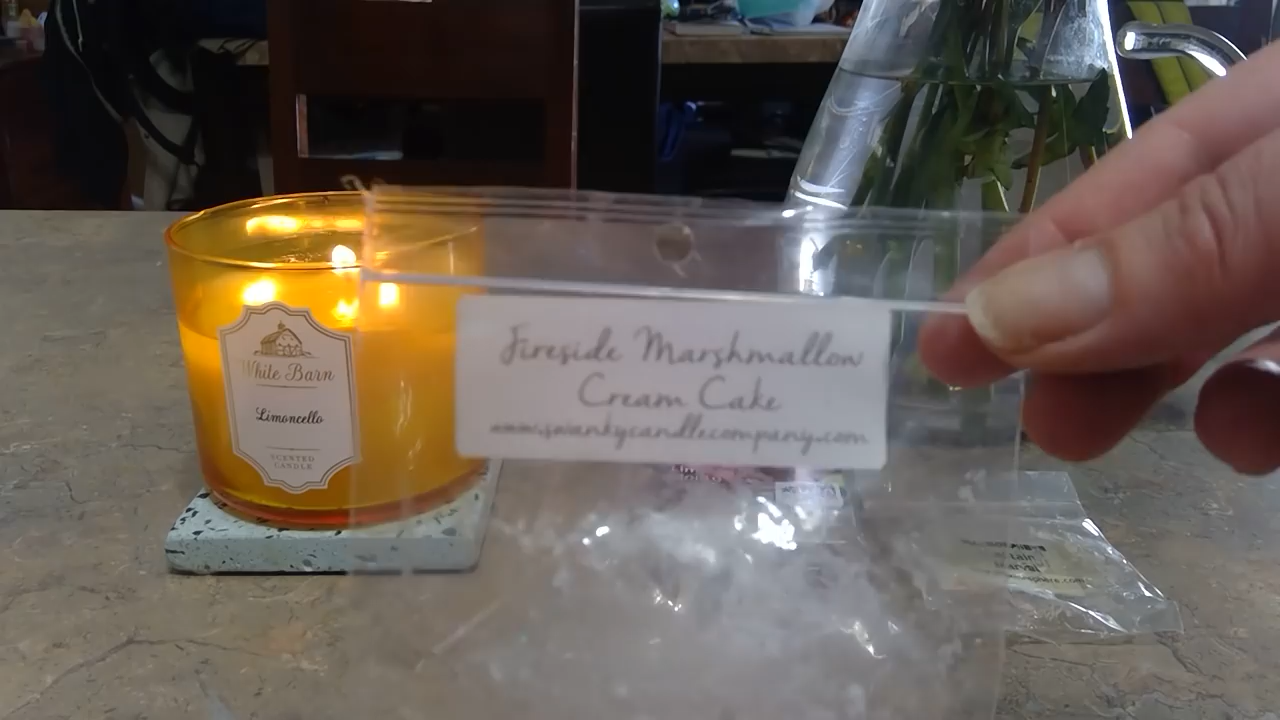 White Barn
Limoncello
SCENTED
CANDLE
Fireside Marshmallow
Cream Cake
www.swankycandlecompany.com